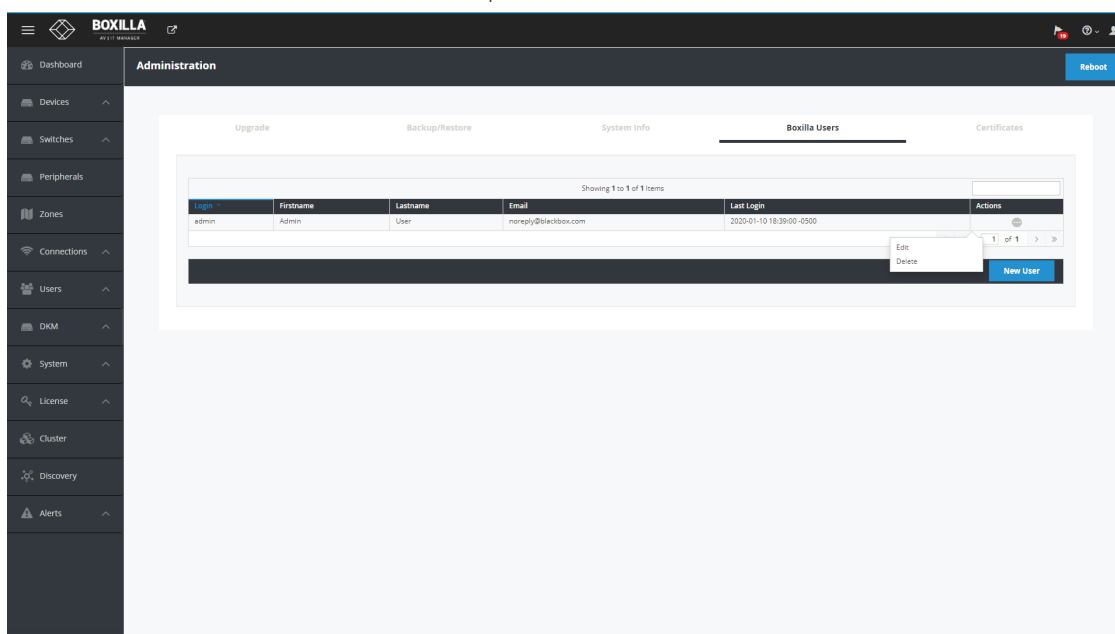 BOXILLA
AV | IT MANAGER
19
Dashboard
Administration
Reboot
Devices
Upgrade Backup/Restore System Info Boxilla Users Certificates
Switches
Peripherals
Showing 1 to 1 of 1 Items
Login Firstname Lastname Email Last Login Actions
admin Admin User noreply@blackbox.com 2020-01-10 18:39:00 -0500
Zones
1 of 1 > »
Connections
Edit
Delete
New User
Users
DKM
System
License
Cluster
Discovery
Alerts